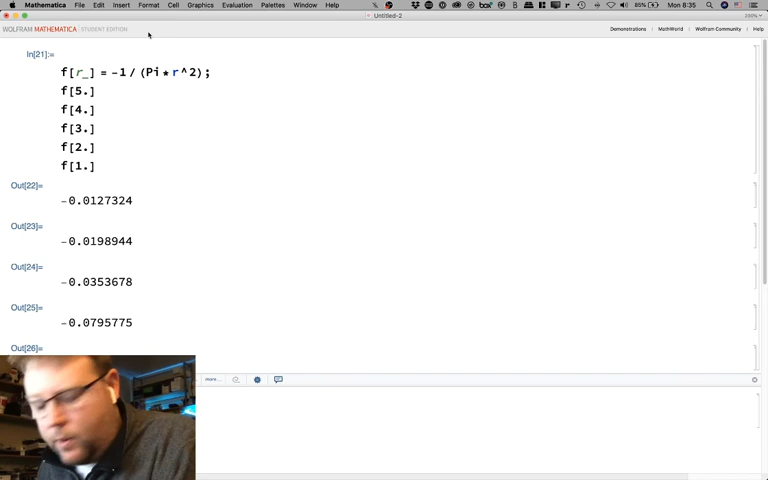 Mathematica File Edit Insert Format Cell Graphics Evaluation Palettes Window Help 85% Mon 8:35
Untitled-2
200%
WOLFRAM MATHEMATICA | STUDENT EDITION Demonstrations | MathWorld | Wolfram Community | Help
In[21]:=
f[r_] = -1 / (Pi * r ^ 2);
f[5.]
f[4.]
f[3.]
f[2.]
f[1.]
Out[22]=
-0.0127324
Out[23]=
-0.0198944
Out[24]=
-0.0353678
Out[25]=
-0.0795775
Out[26]=
more...